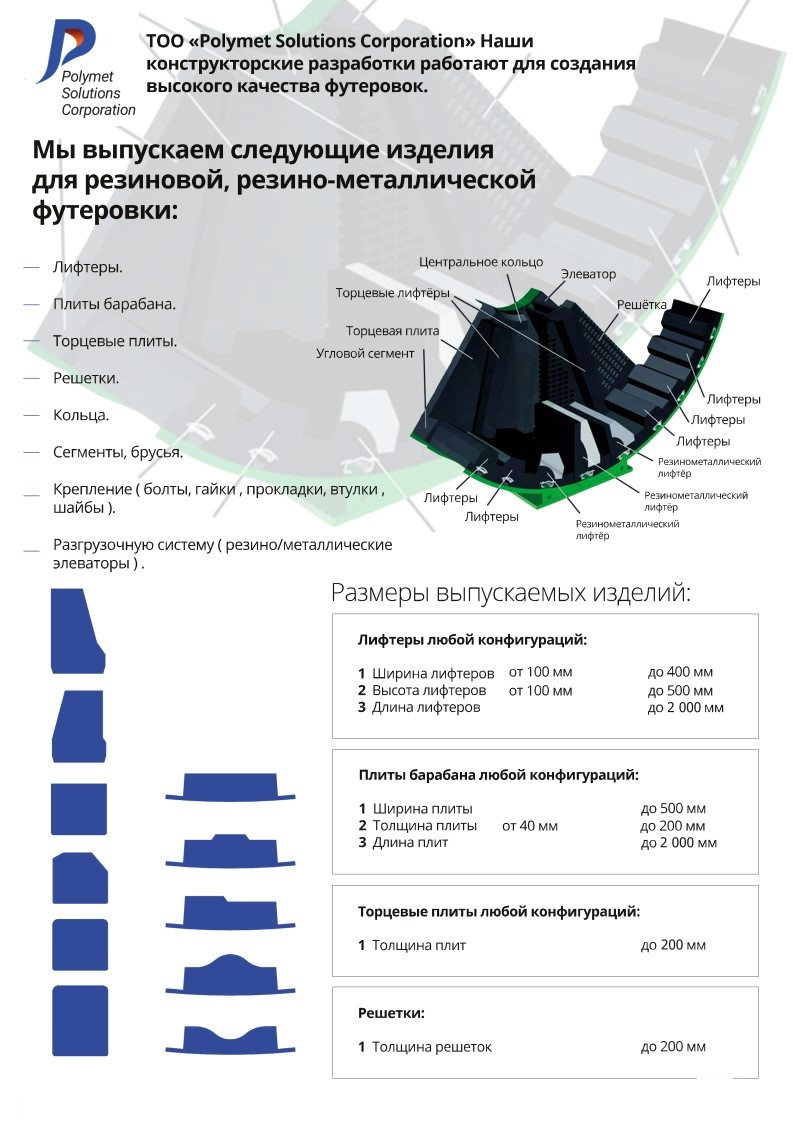 Polymet
Solutions
Corporation
ТОО «Polymet Solutions Corporation» Наши
конструкторские разработки работают для создания
высокого качества футеровок.
Мы выпускаем следующие изделия
для резиновой, резино-металлической
футеровки:
— Лифтеры.
— Плиты барабана.
— Торцевые плиты.
— Решетки.
— Кольца.
— Сегменты, брусья.
— Крепление ( болты, гайки , прокладки, втулки ,
шайбы ).
— Разгрузочную систему ( резино/металлические
элеваторы ) .
Центральное кольцо
Элеватор
Лифтеры
Торцевые лифтёры
Решётка
Торцевая плита
Угловой сегмент
Лифтеры
Лифтеры
Лифтеры
Резинометаллический
лифтёр
Резинометаллический
лифтёр
Лифтеры
Лифтеры
Резинометаллический
лифтёр
Размеры выпускаемых изделий:
Лифтеры любой конфигураций:
1 Ширина лифтеров от 100 мм до 400 мм
2 Высота лифтеров от 100 мм до 500 мм
3 Длина лифтеров до 2 000 мм
Плиты барабана любой конфигураций:
1 Ширина плиты до 500 мм
2 Толщина плиты от 40 мм до 200 мм
3 Длина плит до 2 000 мм
Торцевые плиты любой конфигураций:
1 Толщина плит до 200 мм
Решетки:
1 Толщина решеток до 200 мм